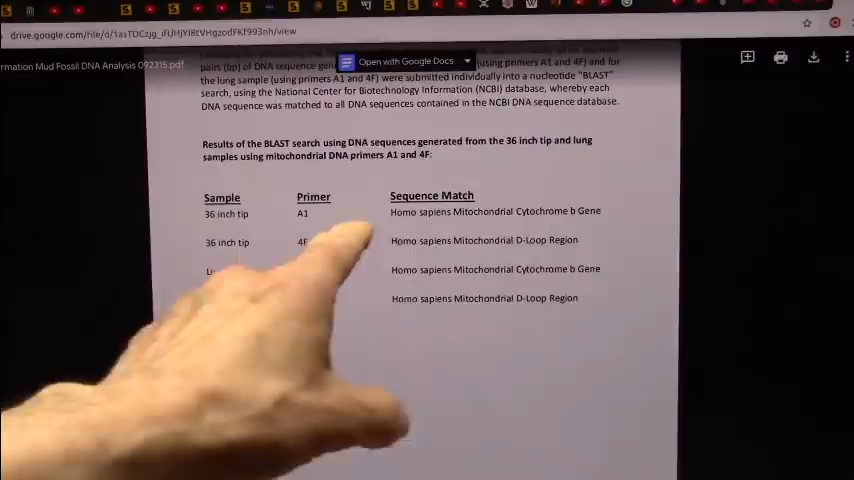 drive.google.com/file/d/1asTDCzjg_iFUHjYI8tVHgzodFKf993nh/view
rmation Mud Fossil DNA Analysis 092315.pdf
Open with Google Docs
pairs (bp) of DNA sequence gen (using primers A1 and 4F) and for
the lung sample (using primers A1 and 4F) were submitted individually into a nucleotide "BLAST"
search, using the National Center for Biotechnology Information (NCBI) database, whereby each
DNA sequence was matched to all DNA sequences contained in the NCBI DNA sequence database.
Results of the BLAST search using DNA sequences generated from the 36 inch tip and lung
samples using mitochondrial DNA primers A1 and 4F:
Sample Primer Sequence Match
36 inch tip A1 Homo sapiens Mitochondrial Cytochrome b Gene
36 inch tip 4F Homo sapiens Mitochondrial D-Loop Region
Homo sapiens Mitochondrial Cytochrome b Gene
Homo sapiens Mitochondrial D-Loop Region